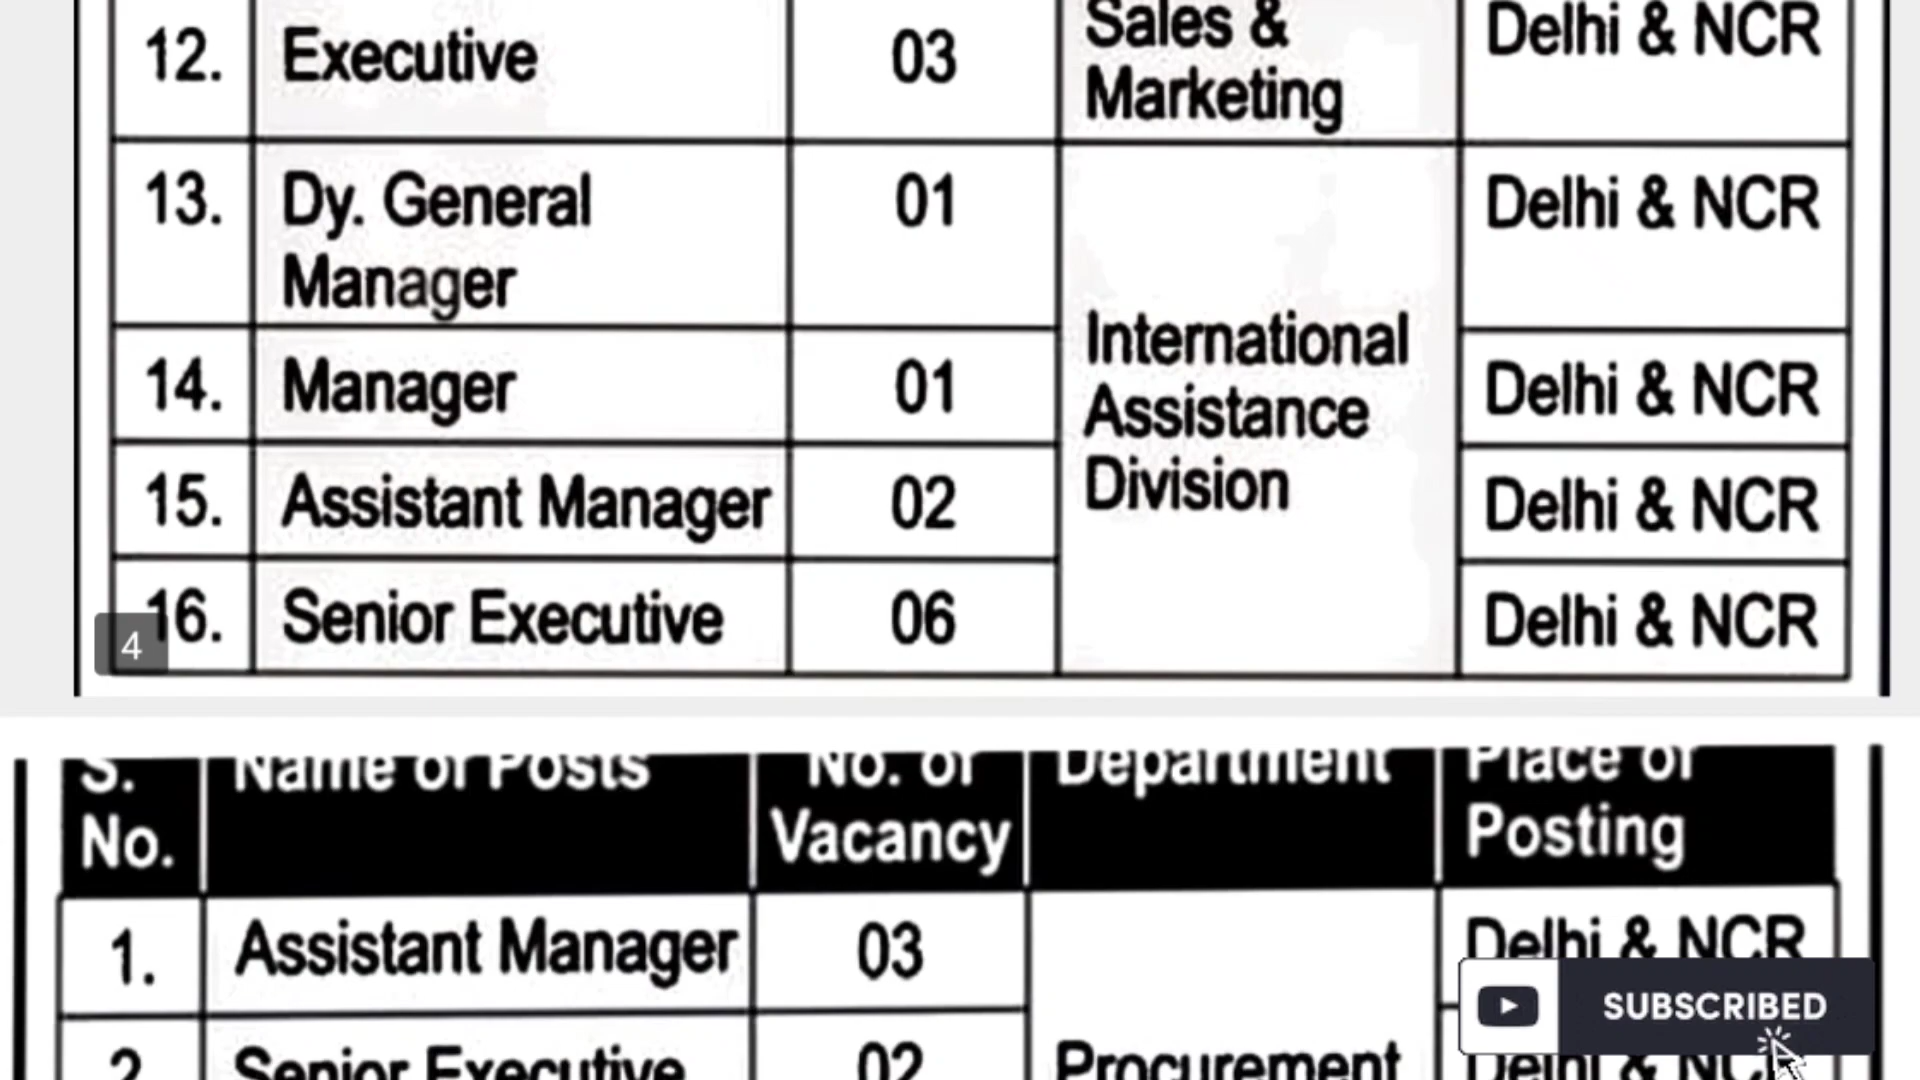 12. Executive 03 Sales & Marketing Delhi & NCR
13. Dy. General Manager 01 International Assistance Division Delhi & NCR
14. Manager 01 Delhi & NCR
15. Assistant Manager 02 Delhi & NCR
16. Senior Executive 06 Delhi & NCR
4
S. No. Name of Posts No. of Vacancy Department Place of Posting
1. Assistant Manager 03 Delhi & NCR
2. Senior Executive 02 Procurement Delhi & NCR
SUBSCRIBED